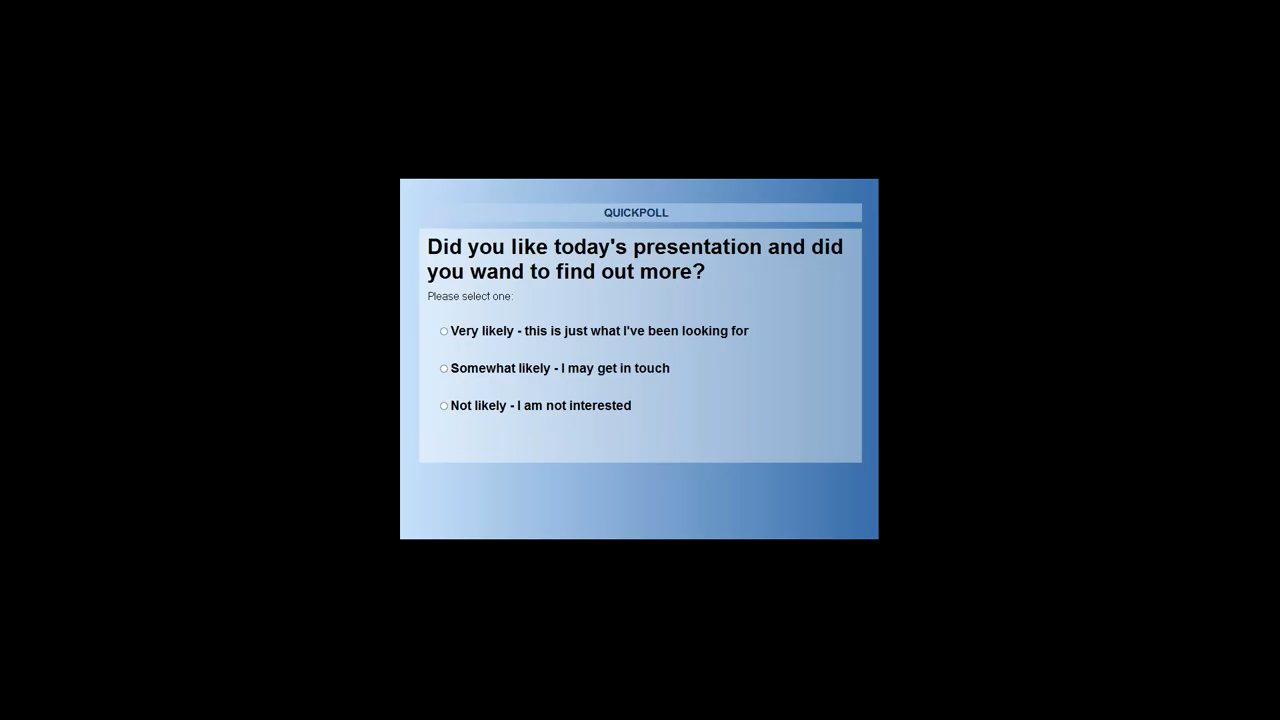 QUICKPOLL
Did you like today's presentation and did
you wand to find out more?
Please select one:
Very likely - this is just what I've been looking for
Somewhat likely - I may get in touch
Not likely - I am not interested